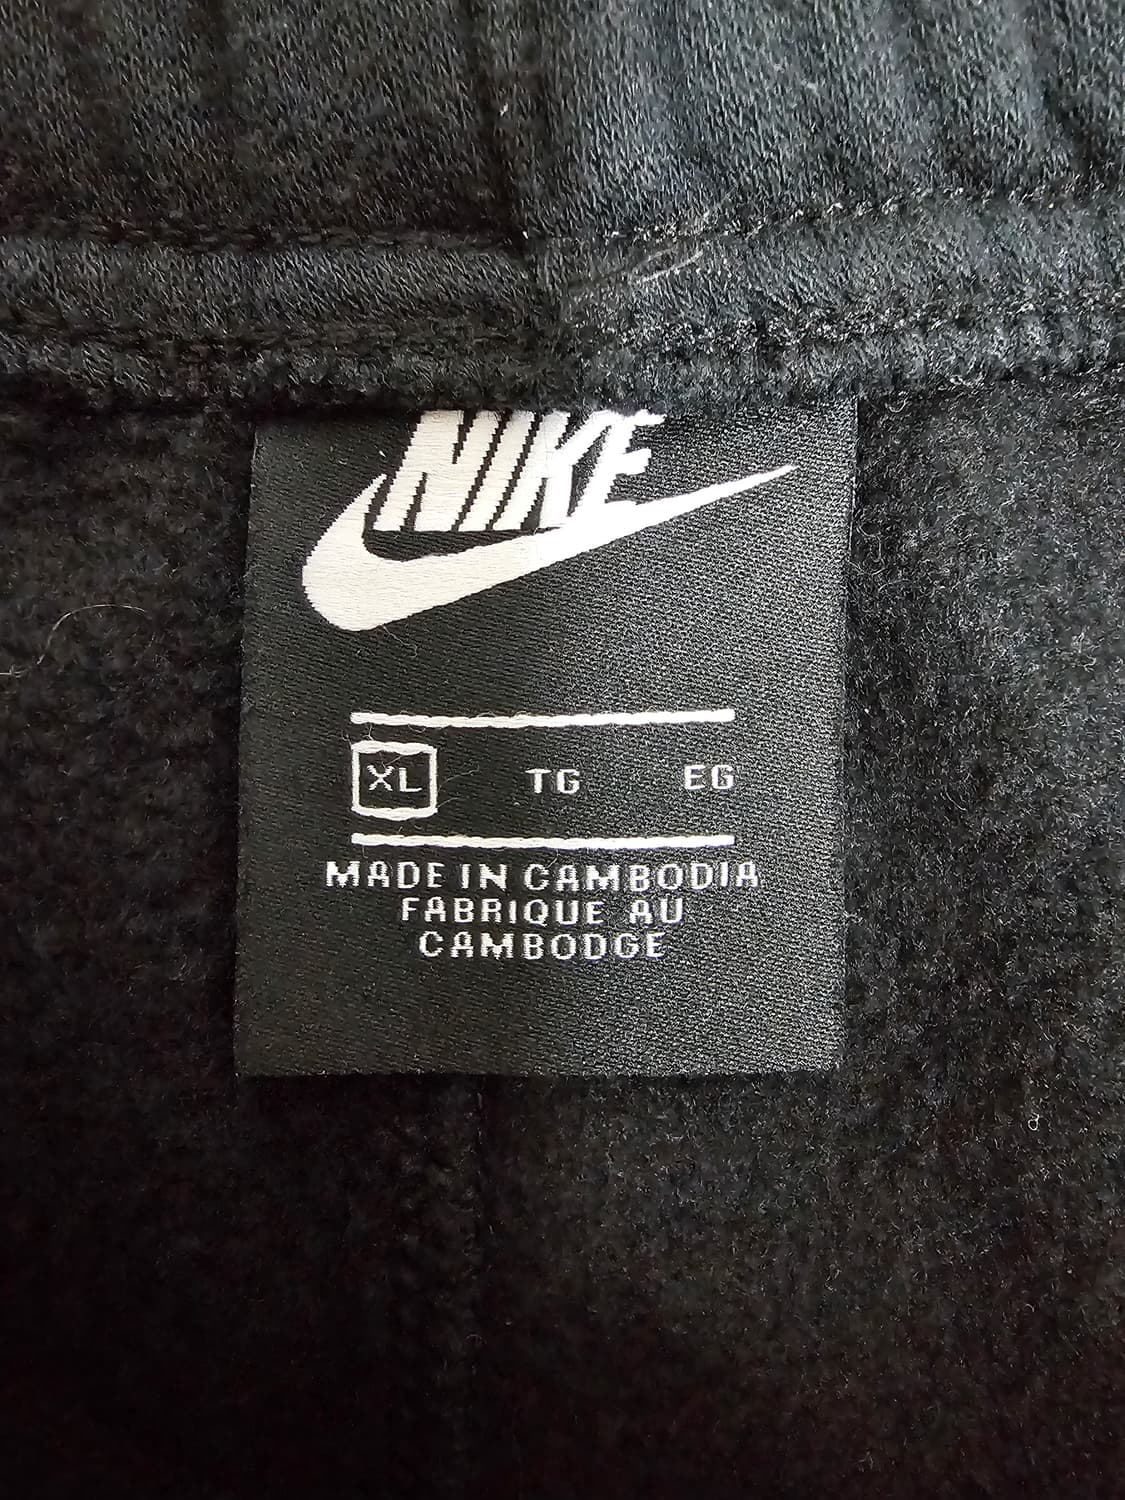 NIKE
XL TG EG
MADE IN CAMBODIA
FABRIQUE AU
CAMBODGE